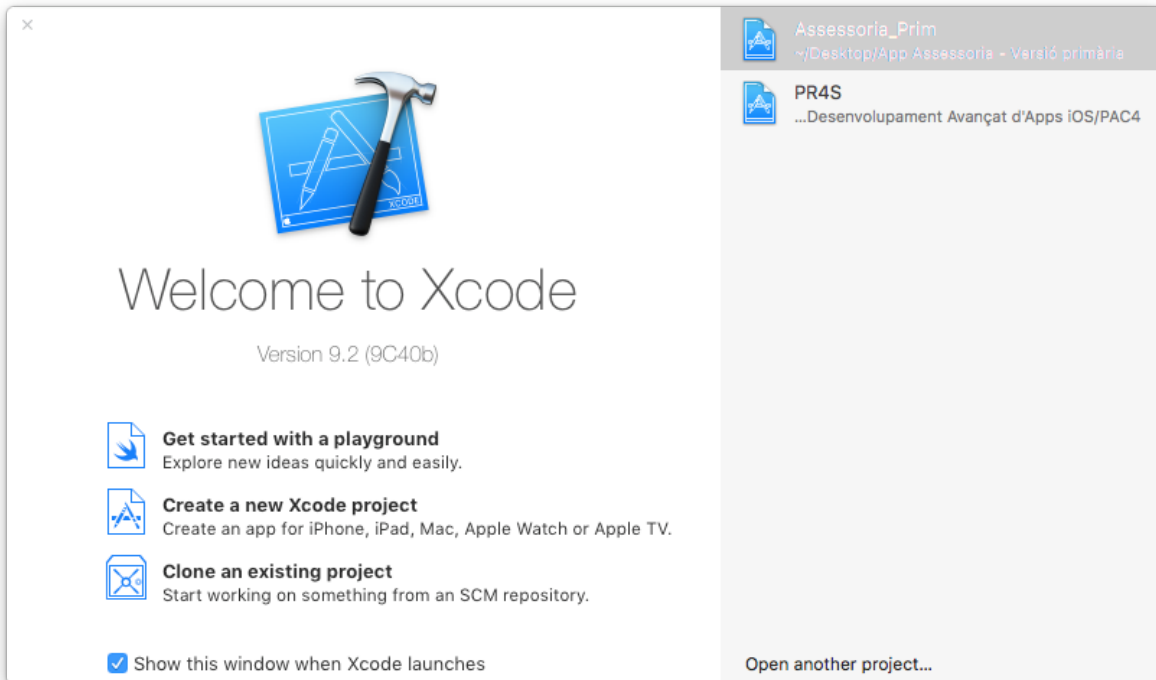 XCODE
Welcome to Xcode
Version 9.2 (9C40b)
Get started with a playground
Explore new ideas quickly and easily.
Create a new Xcode project
Create an app for iPhone, iPad, Mac, Apple Watch or Apple TV.
Clone an existing project
Start working on something from an SCM repository.
Show this window when Xcode launches
Assessoria_Prim
~/Desktop/App Assessoria - Versió primària
PR4S
...Desenvolupament Avançat d'Apps iOS/PAC4
Open another project...